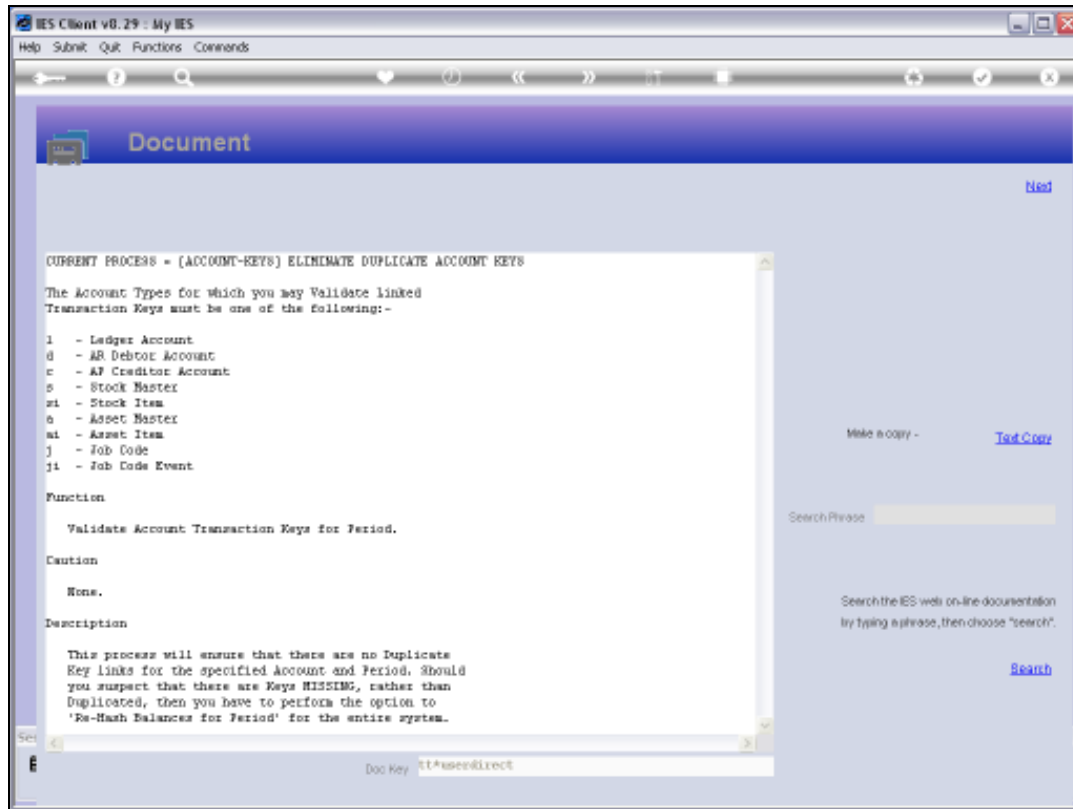 IES Client v8.29 : My IES
Help Submit Quit Functions Commands
Document
Next
CURRENT PROCESS = [ACCOUNT-KEYS] ELIMINATE DUPLICATE ACCOUNT KEYS
The Account Types for which you may Validate linked
Transaction Keys must be one of the following:-
l - Ledger Account
d - AR Debtor Account
c - AP Creditor Account
s - Stock Master
si - Stock Item
a - Asset Master
ai - Asset Item
j - Job Code
ji - Job Code Event
Function
Validate Account Transaction Keys for Period.
Caution
None.
Description
This process will ensure that there are no Duplicate
Key links for the specified Account and Period. Should
you suspect that there are Keys MISSING, rather than
Duplicated, then you have to perform the option to
'Re-Hash Balances for Period' for the entire system.
Make a copy -
Text Copy
Search Phrase
Search the IES web on-line documentation
by typing a phrase, then choose "search".
Search
Doc Key tt*userdirect